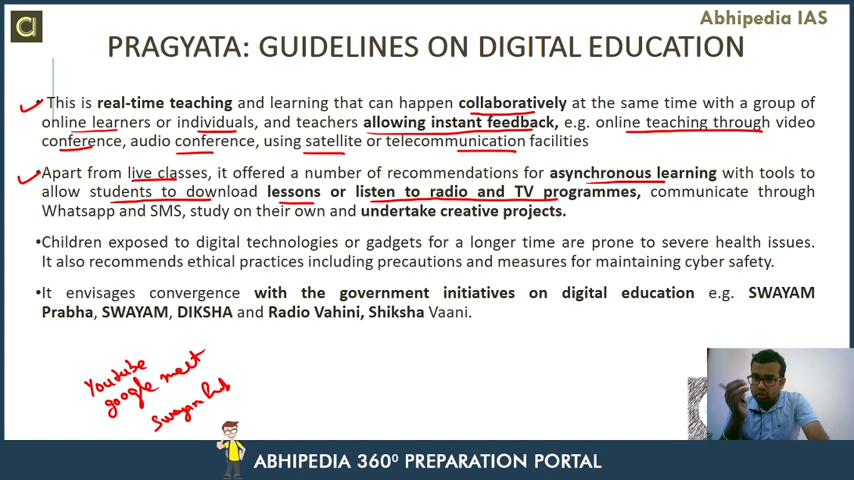 Abhipedia IAS
PRAGYATA: GUIDELINES ON DIGITAL EDUCATION
• This is real-time teaching and learning that can happen collaboratively at the same time with a group of
online learners or individuals, and teachers allowing instant feedback, e.g. online teaching through video
conference, audio conference, using satellite or telecommunication facilities
Apart from live classes, it offered a number of recommendations for asynchronous learning with tools to
allow students to download lessons or listen to radio and TV programmes, communicate through
Whatsapp and SMS, study on their own and undertake creative projects.
•Children exposed to digital technologies or gadgets for a longer time are prone to severe health issues.
It also recommends ethical practices including precautions and measures for maintaining cyber safety.
•It envisages convergence with the government initiatives on digital education e.g. SWAYAM
Prabha, SWAYAM, DIKSHA and Radio Vahini, Shiksha Vaani.
Youtube
google meet
Swayam
ABHIPEDIA 360⁰ PREPARATION PORTAL